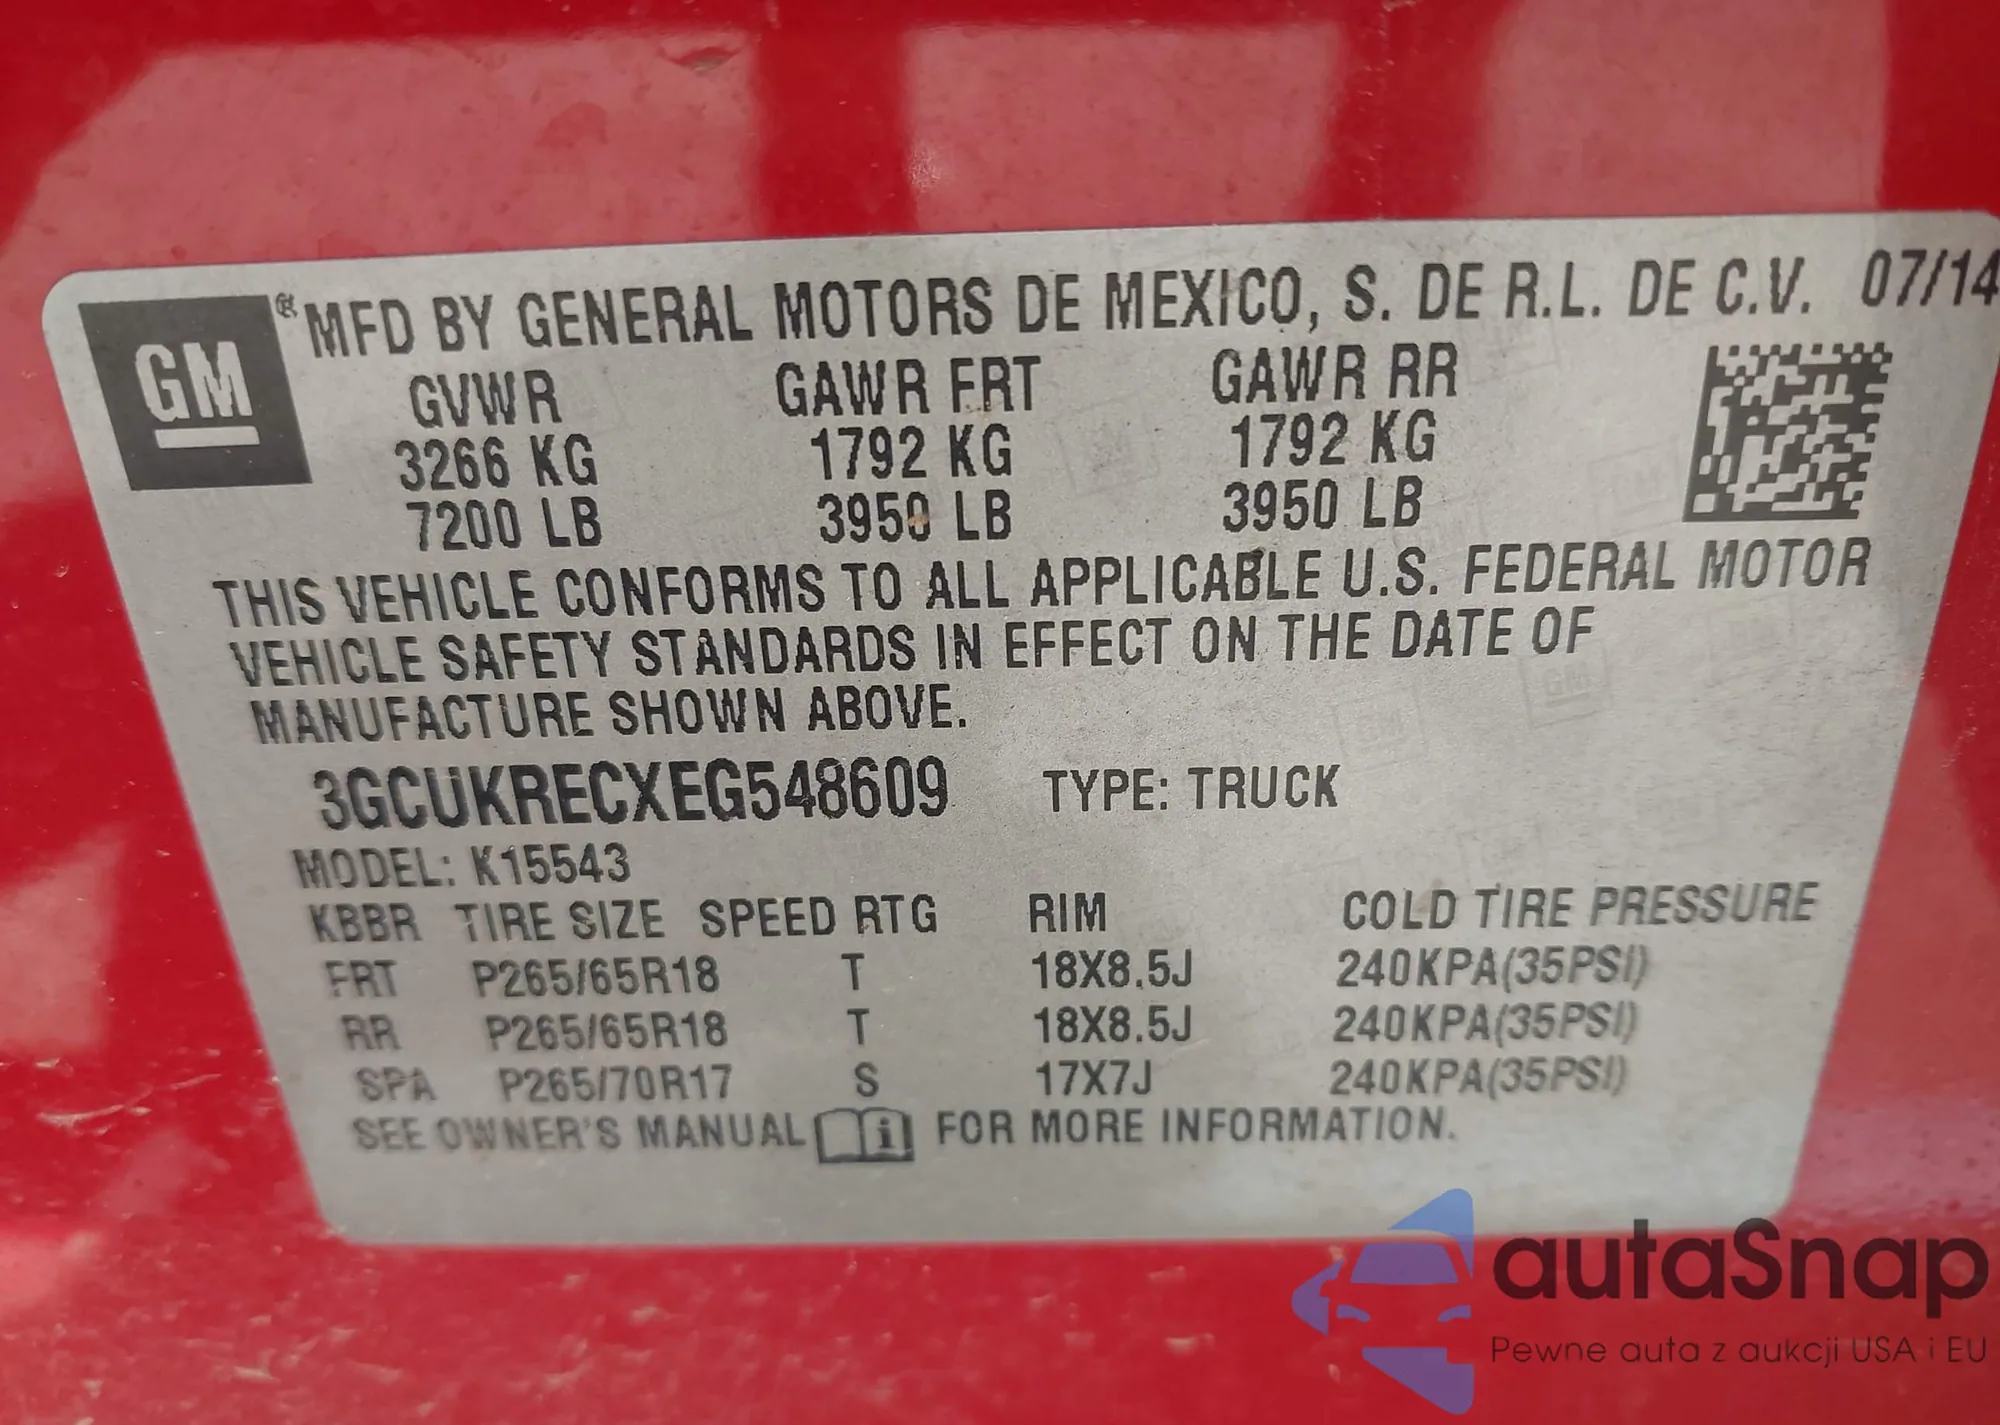 GM ® MFD BY GENERAL MOTORS DE MEXICO, S. DE R.L. DE C.V. 07/14
GVWR GAWR FRT GAWR RR
3266 KG 1792 KG 1792 KG
7200 LB 3950 LB 3950 LB
THIS VEHICLE CONFORMS TO ALL APPLICABLE U.S. FEDERAL MOTOR
VEHICLE SAFETY STANDARDS IN EFFECT ON THE DATE OF
MANUFACTURE SHOWN ABOVE.
3GCUKRECXEG548609 TYPE: TRUCK
MODEL: K15543
KBBR TIRE SIZE SPEED RTG RIM COLD TIRE PRESSURE
FRT P265/65R18 T 18X8.5J 240KPA(35PSI)
RR P265/65R18 T 18X8.5J 240KPA(35PSI)
SPA P265/70R17 S 17X7J 240KPA(35PSI)
SEE OWNER'S MANUAL i FOR MORE INFORMATION.
autaSnap
Pewne auta z aukcji USA i EU